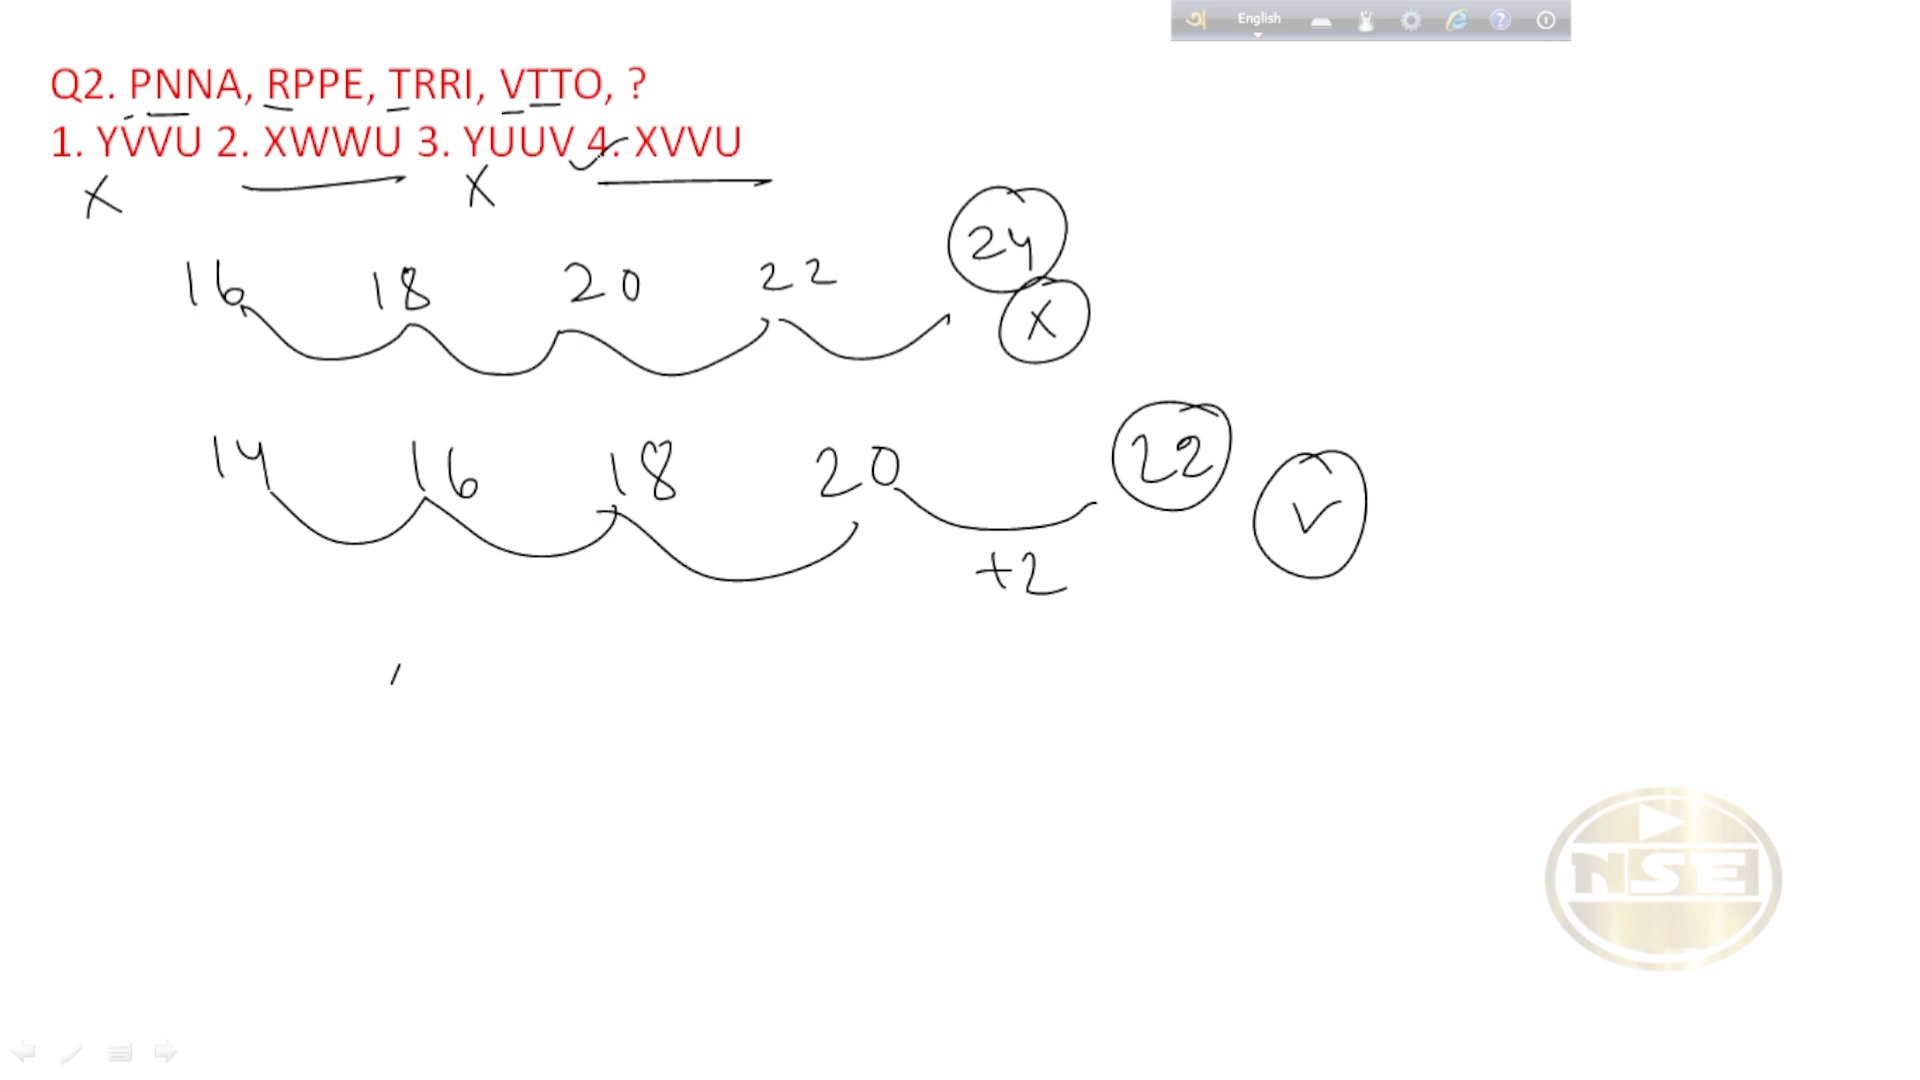 English
Q2. PNNA, RPPE, TRRI, VTTO, ?
1. YVVU 2. XWWU 3. YUUV 4. XVVU
X X
16 18 20 22 24
X
14 16 18 20 22
V
+2
NSE